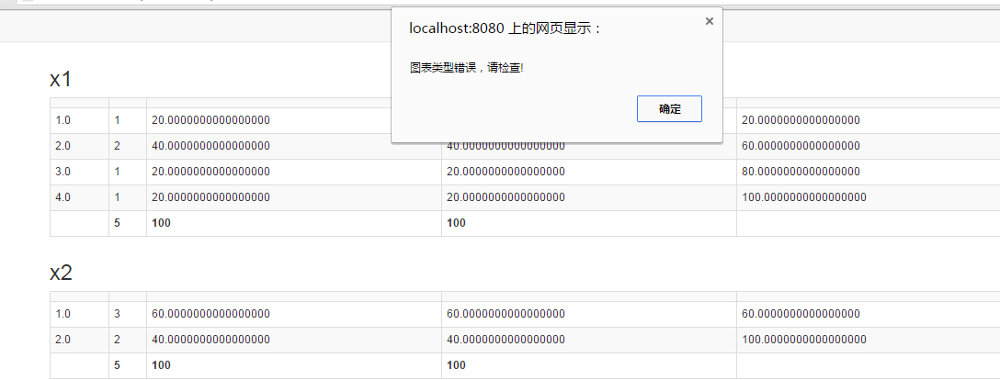 localhost:8080 上的网页显示：
图表类型错误，请检查!
确定
x1
1.0 1 20.0000000000000000 20.0000000000000000
2.0 2 40.0000000000000000 40.0000000000000000 60.0000000000000000
3.0 1 20.0000000000000000 20.0000000000000000 80.0000000000000000
4.0 1 20.0000000000000000 20.0000000000000000 100.0000000000000000
5 100 100
x2
1.0 3 60.0000000000000000 60.0000000000000000 60.0000000000000000
2.0 2 40.0000000000000000 40.0000000000000000 100.0000000000000000
5 100 100